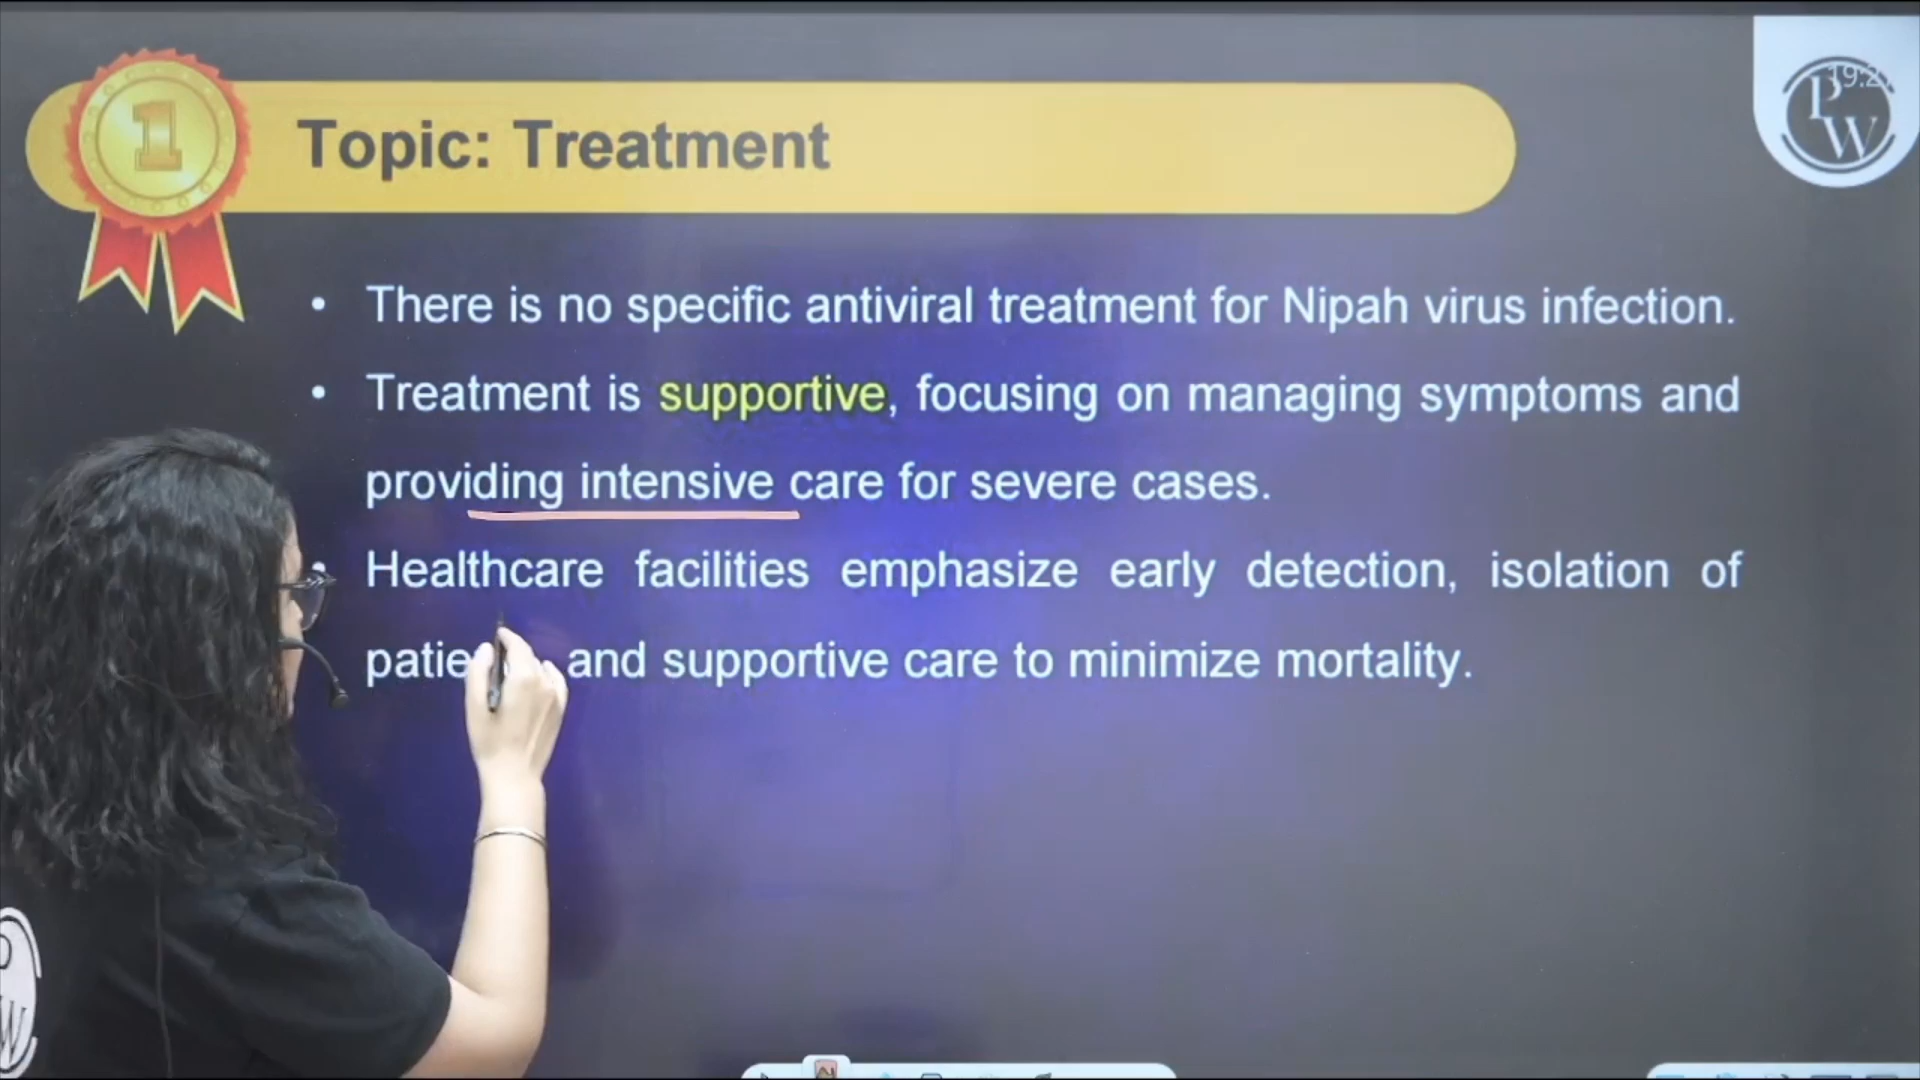 1
Topic: Treatment
PW
• There is no specific antiviral treatment for Nipah virus infection.
• Treatment is supportive, focusing on managing symptoms and
providing intensive care for severe cases.
• Healthcare facilities emphasize early detection, isolation of
and supportive care to minimize mortality.